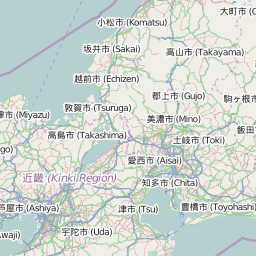 大町市 (O
小松市 (Komatsu)
坂井市 (Sakai)
高山市 (Takayama)
越前市 (Echizen)
駒ヶ根市
郡上市 (Gujo)
敦賀市 (Tsuruga)
津市 (Miyazu)
美濃市 (Mino)
飯田
高島市 (Takashima)
土岐市 (Toki)
愛西市 (Aisai)
近畿 (Kinki Region)
知多市 (Chita)
芦屋市 (Ashiya)
津市 (Tsu)
豊橋市 (Toyohashi)
waji)
宇陀市 (Uda)